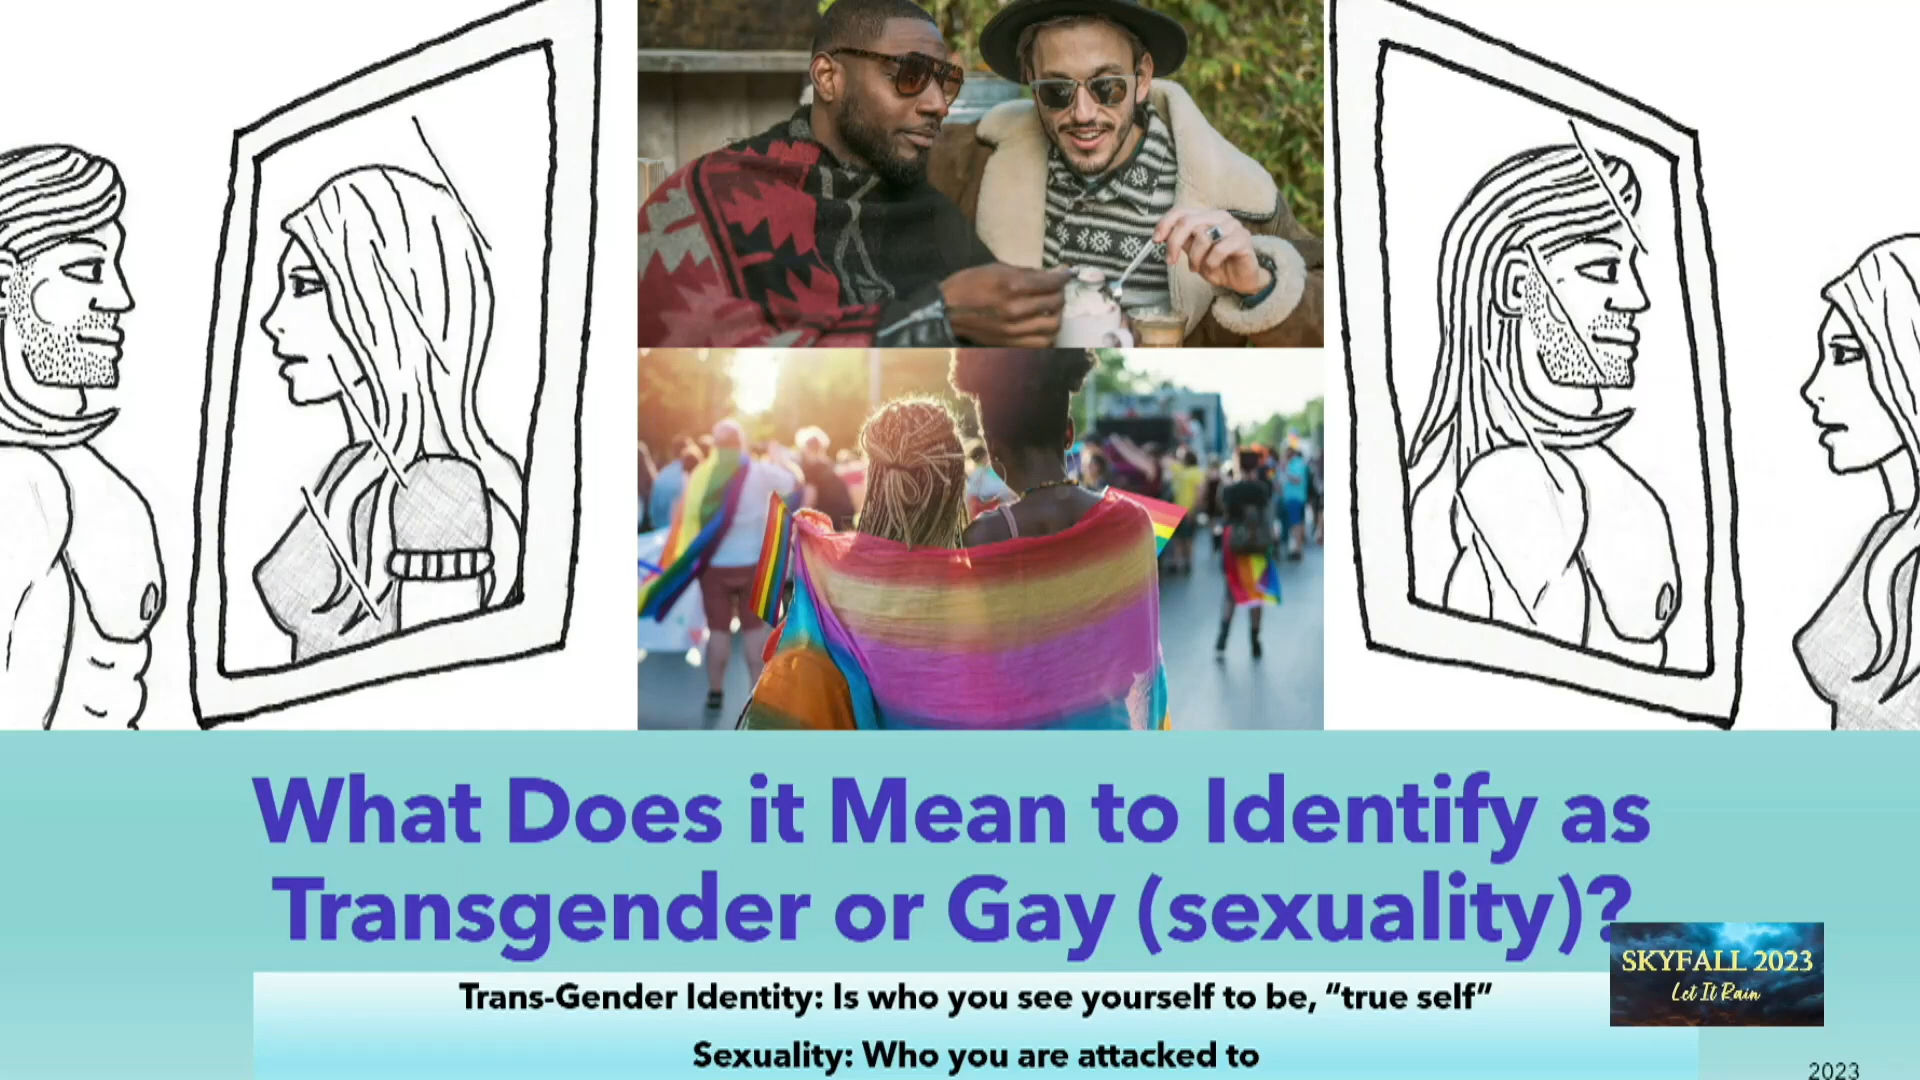 What Does it Mean to Identify as
Transgender or Gay (sexuality)?
SKYFALL 2023
Let It Rain
Trans-Gender Identity: Is who you see yourself to be, “true self”
Sexuality: Who you are attacked to
2023